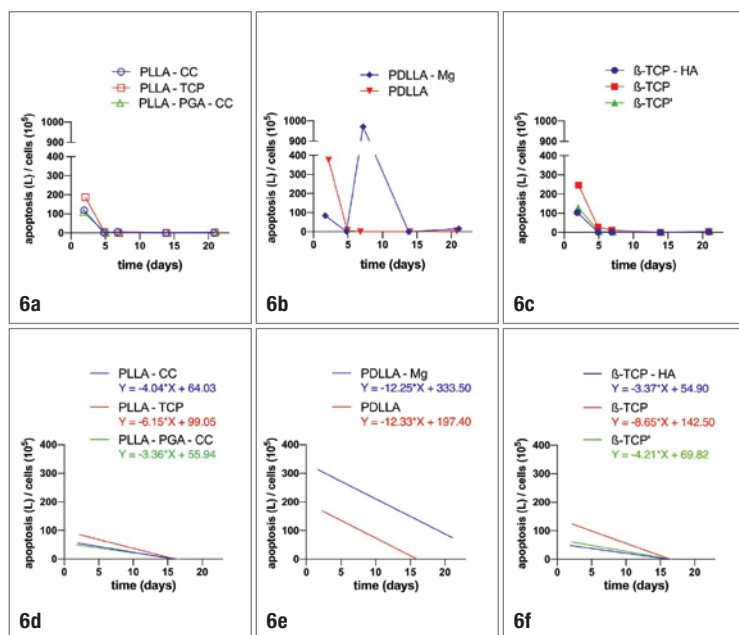 PLLA - CC
PLLA - TCP
PLLA - PGA - CC
1000
900
400
300
200
100
0
apoptosis (L) / cells (10⁵)
0 5 10 15 20
time (days)
6a
PDLLA - Mg
PDLLA
1000
900
400
300
200
100
0
apoptosis (L) / cells (10⁵)
0 5 10 15 20
time (days)
6b
ß-TCP - HA
ß-TCP
ß-TCP'
1000
900
400
300
200
100
0
apoptosis (L) / cells (10⁵)
0 5 10 15 20
time (days)
6c
PLLA - CC
Y = -4.04*X + 64.03
PLLA - TCP
Y = -6.15*X + 99.05
PLLA - PGA - CC
Y = -3.36*X + 55.94
400
300
200
100
0
apoptosis (L) / cells (10⁵)
0 5 10 15 20
time (days)
6d
PDLLA - Mg
Y = -12.25*X + 333.50
PDLLA
Y = -12.33*X + 197.40
400
300
200
100
0
apoptosis (L) / cells (10⁵)
0 5 10 15 20
time (days)
6e
ß-TCP - HA
Y = -3.37*X + 54.90
ß-TCP
Y = -8.65*X + 142.50
ß-TCP'
Y = -4.21*X + 69.82
400
300
200
100
0
apoptosis (L) / cells (10⁵)
0 5 10 15 20
time (days)
6f